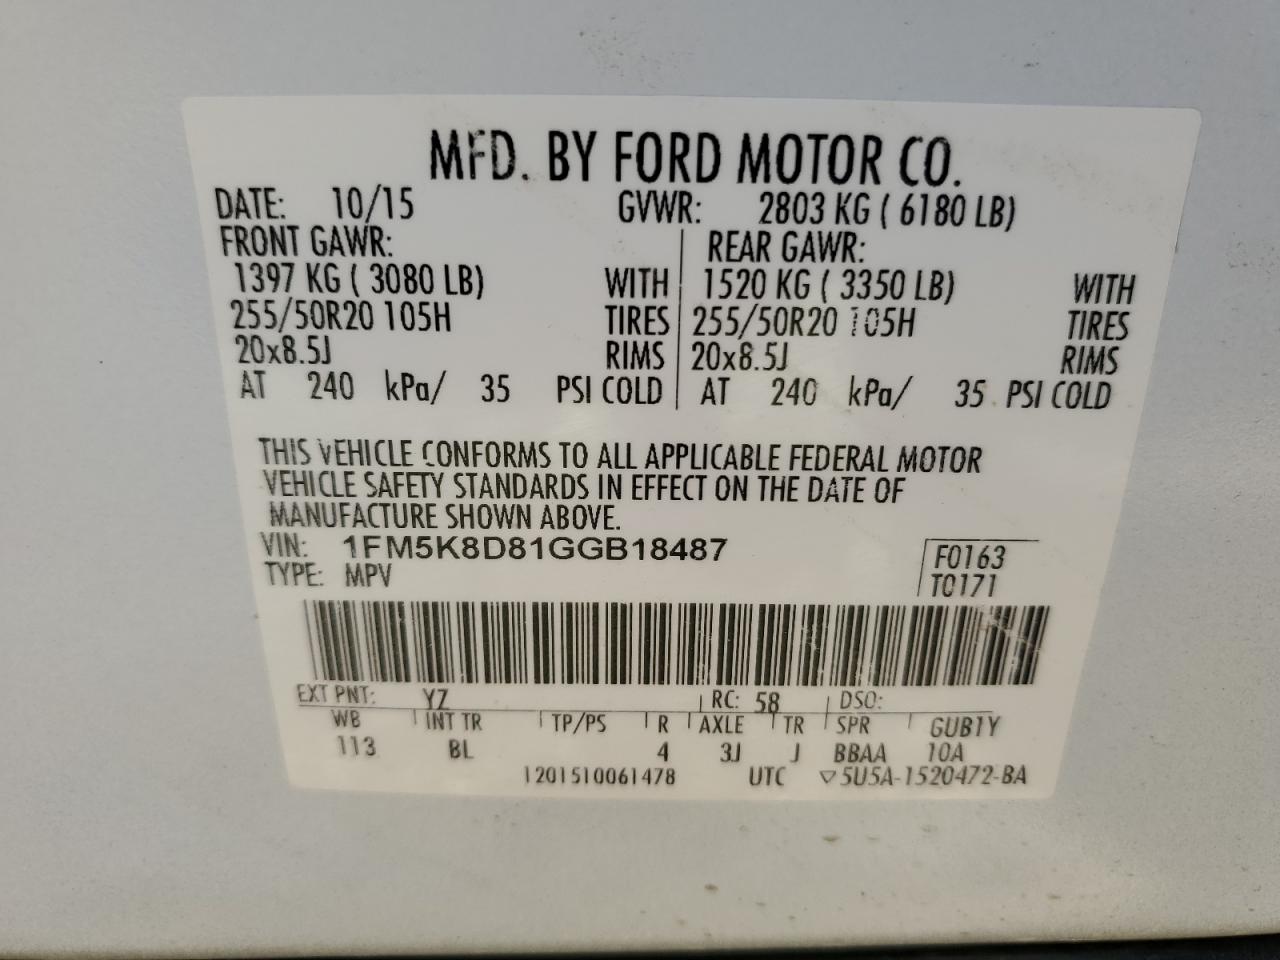 MFD. BY FORD MOTOR CO.
DATE: 10/15 GVWR: 2803 KG ( 6180 LB)
FRONT GAWR: REAR GAWR:
1397 KG ( 3080 LB) WITH 1520 KG ( 3350 LB) WITH
255/50R20 105H TIRES 255/50R20 105H TIRES
20x8.5J RIMS 20x8.5J RIMS
AT 240 kPa/ 35 PSI COLD AT 240 kPa/ 35 PSI COLD
THIS VEHICLE CONFORMS TO ALL APPLICABLE FEDERAL MOTOR
VEHICLE SAFETY STANDARDS IN EFFECT ON THE DATE OF
MANUFACTURE SHOWN ABOVE.
VIN: 1FM5K8D81GGB18487 F0163
TYPE: MPV T0171
EXT PNT: YZ RC: 58 DSO:
WB INT TR TP/PS R AXLE TR SPR GUB1Y
113 BL 4 3J J BBAA 10A
1201510061478 UTC ▽5U5A-1520472-BA